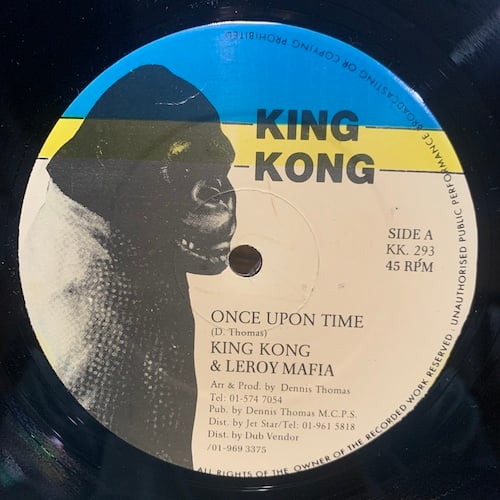 KING
KONG
SIDE A
KK. 293
45 RPM
ONCE UPON TIME
(D. Thomas)
KING KONG
& LEROY MAFIA
Arr & Prod. by Dennis Thomas
Tel: 01-574 7054
Pub. by Dennis Thomas M.C.P.S.
Dist. by Jet Star/Tel: 01-961 5818
Dist. by Dub Vendor
/01-969 3375
ALL RIGHTS OF THE OWNER OF THE RECORDED WORK RESERVED : UNAUTHORISED PUBLIC PERFORMANCE BROADCASTING OR COPYING PROHIBITED